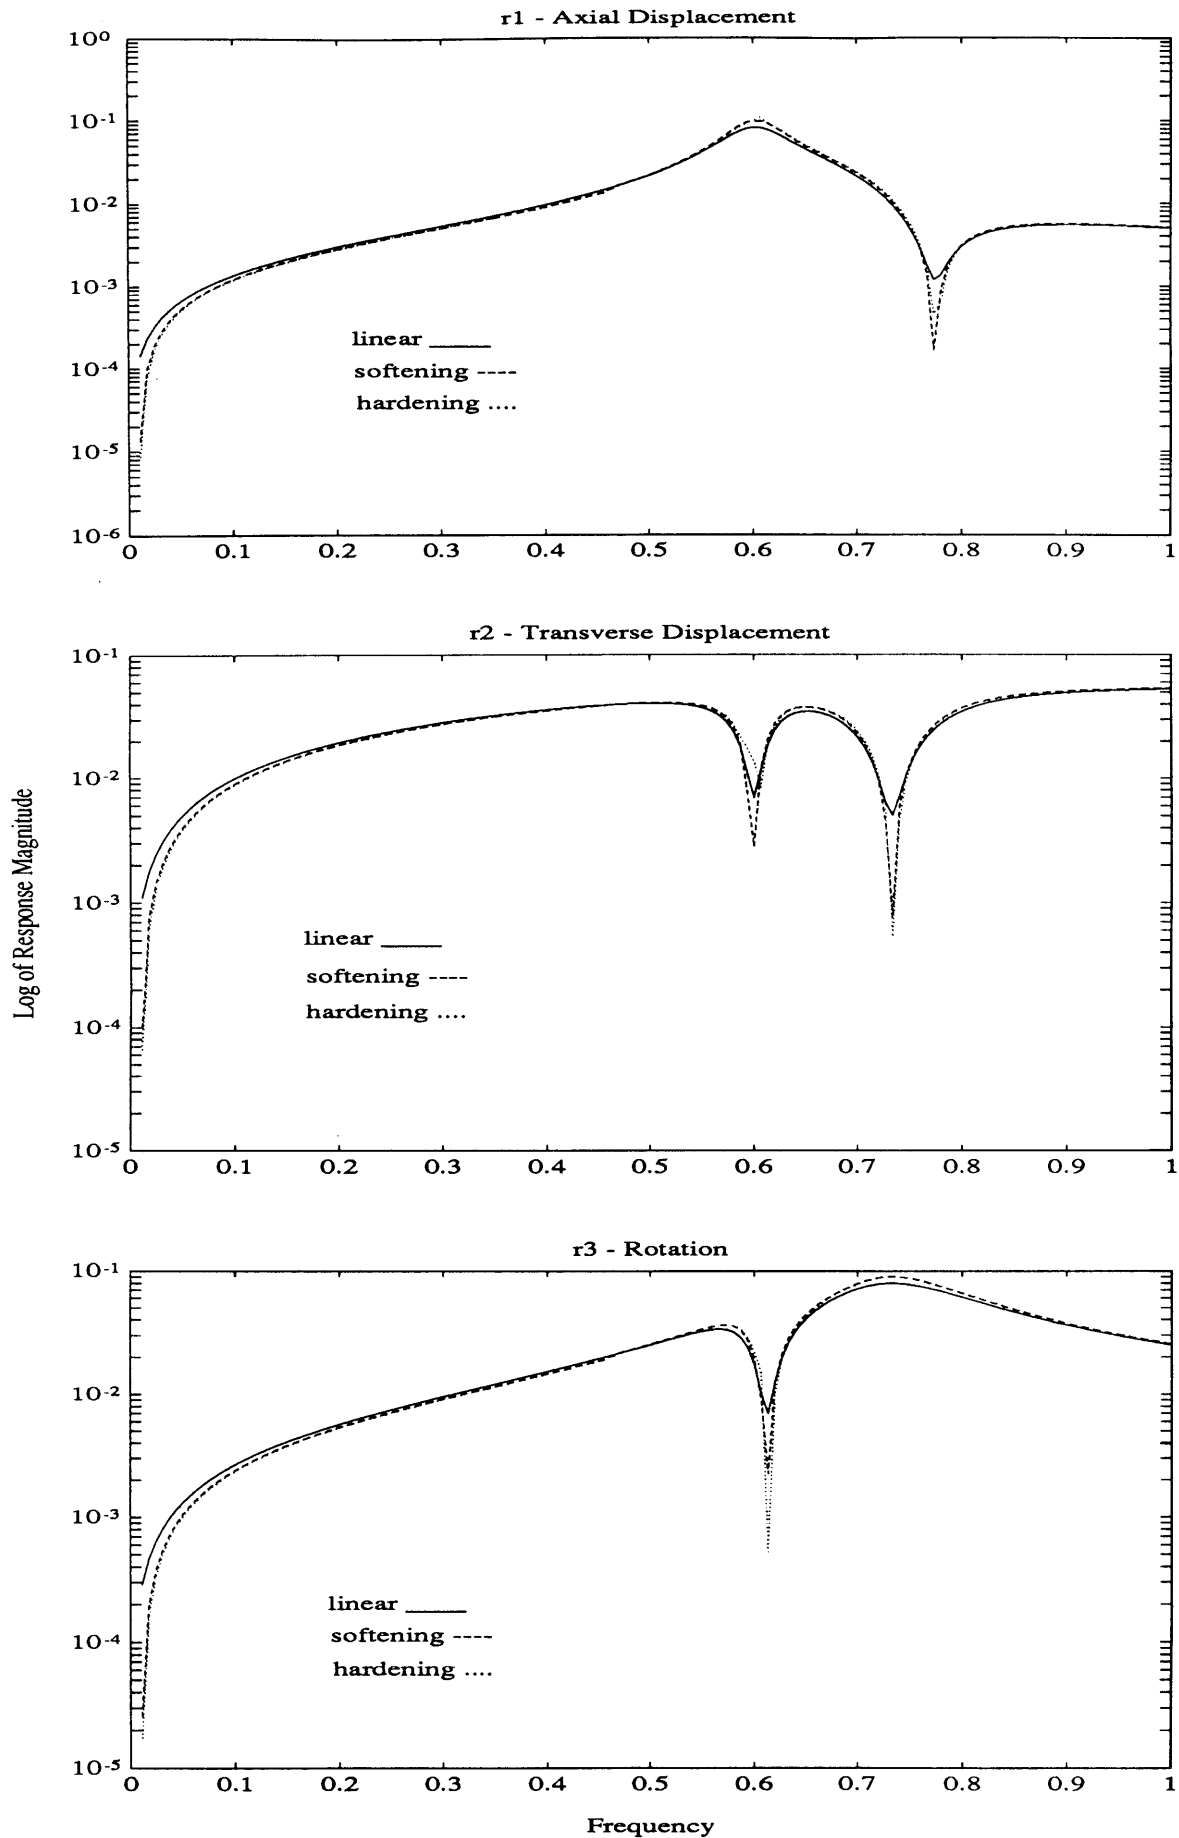 r1 - Axial Displacement
10⁰
10⁻¹
10⁻²
10⁻³
10⁻⁴
10⁻⁵
10⁻⁶
linear ____
softening ----
hardening ....
0 0.1 0.2 0.3 0.4 0.5 0.6 0.7 0.8 0.9 1
r2 - Transverse Displacement
10⁻¹
10⁻²
10⁻³
10⁻⁴
10⁻⁵
Log of Response Magnitude
linear ____
softening ----
hardening ....
0 0.1 0.2 0.3 0.4 0.5 0.6 0.7 0.8 0.9 1
r3 - Rotation
10⁻¹
10⁻²
10⁻³
10⁻⁴
10⁻⁵
linear ____
softening ----
hardening ....
0 0.1 0.2 0.3 0.4 0.5 0.6 0.7 0.8 0.9 1
Frequency